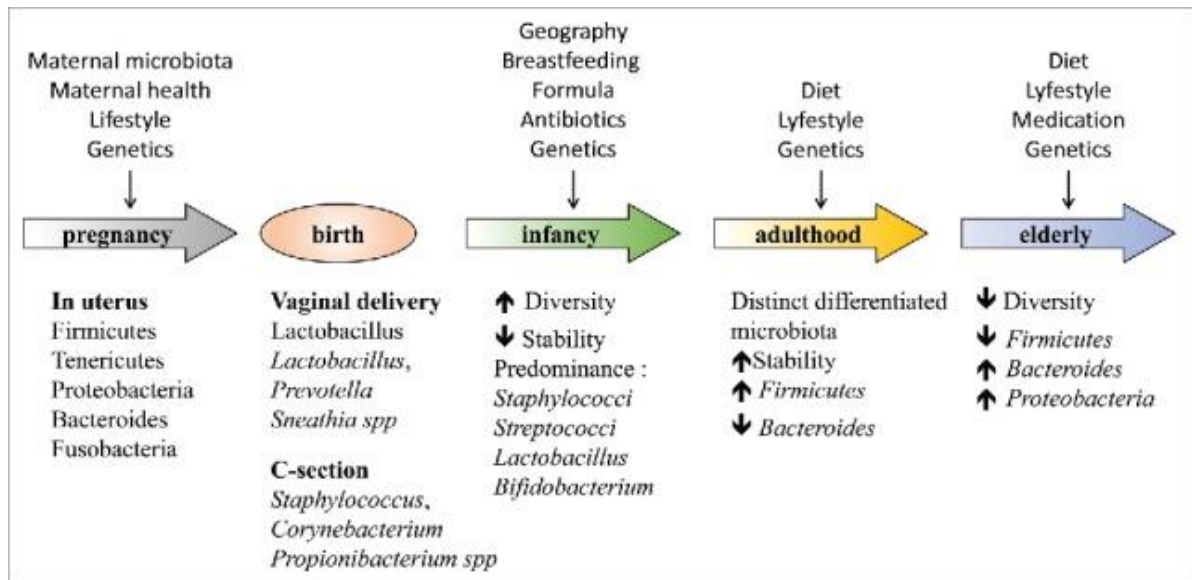 Maternal microbiota
Maternal health
Lifestyle
Genetics
pregnancy
In uterus
Firmicutes
Tenericutes
Proteobacteria
Bacteroides
Fusobacteria
birth
Vaginal delivery
Lactobacillus
Lactobacillus,
Prevotella
Sneathia spp
C-section
Staphylococcus,
Corynebacterium
Propionibacterium spp
Geography
Breastfeeding
Formula
Antibiotics
Genetics
infancy
↑ Diversity
↓ Stability
Predominance :
Staphylococci
Streptococci
Lactobacillus
Bifidobacterium
Diet
Lyfestyle
Genetics
adulthood
Distinct differentiated
microbiota
↑Stability
↑ Firmicutes
↓ Bacteroides
Diet
Lyfestyle
Medication
Genetics
elderly
↓ Diversity
↓ Firmicutes
↑ Bacteroides
↑ Proteobacteria